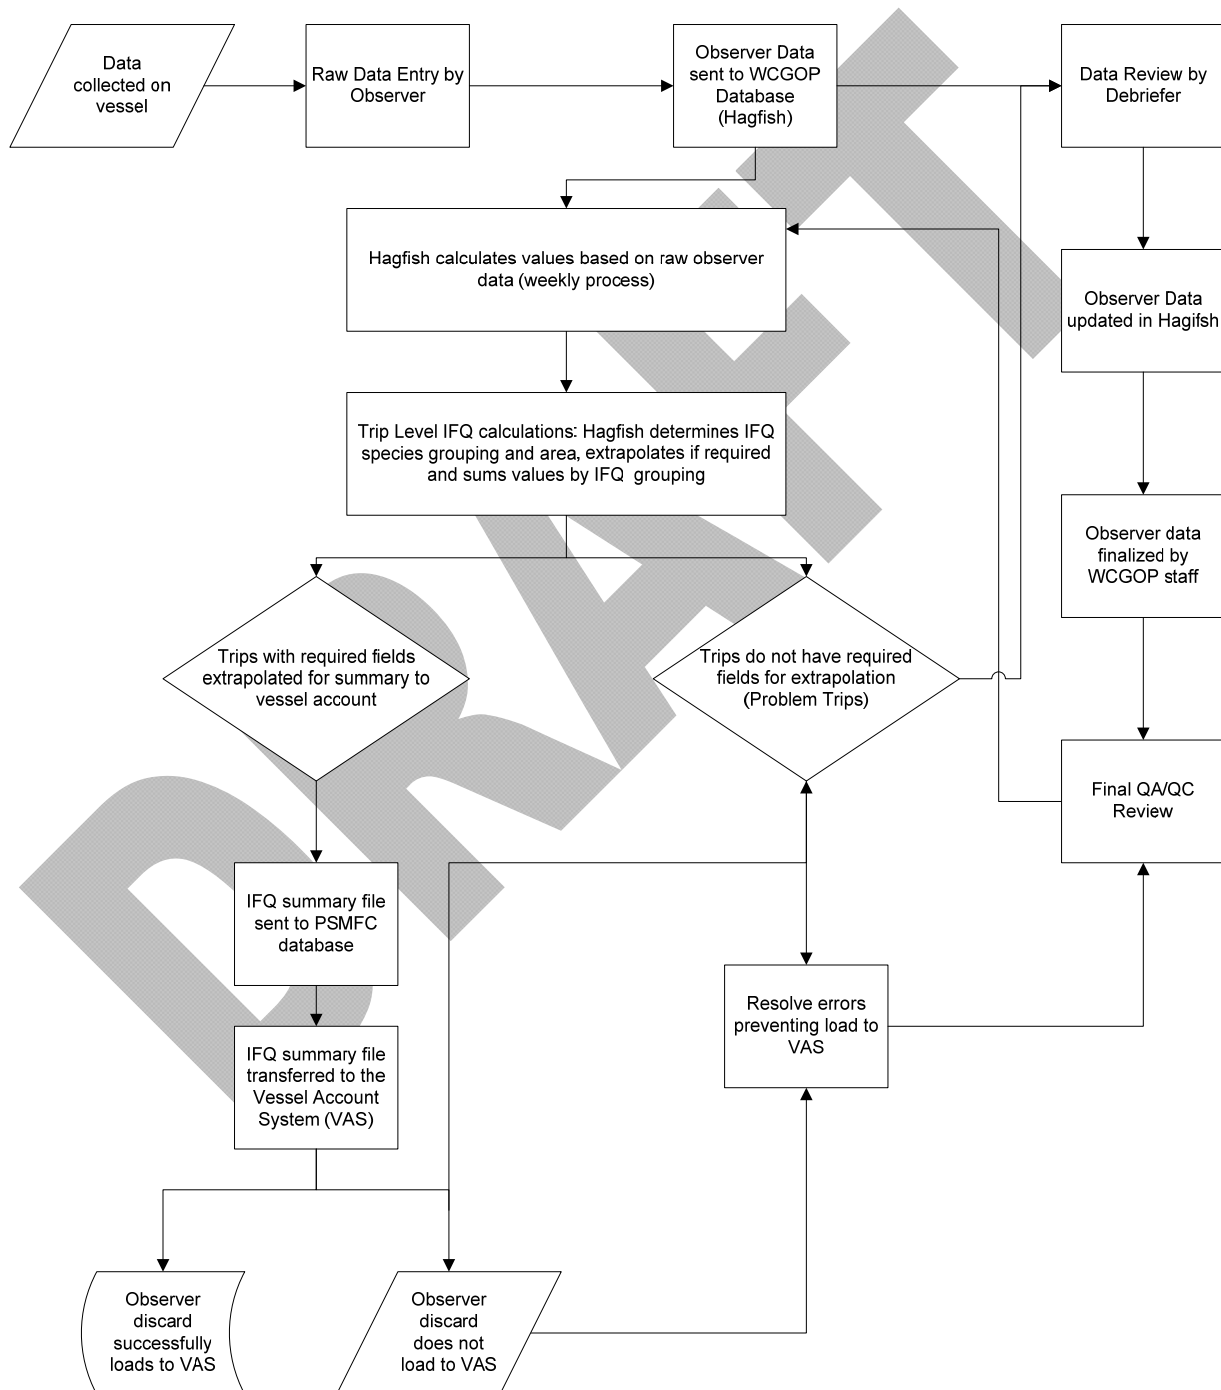 Data
collected on
vessel
Raw Data Entry by
Observer
Observer Data
sent to WCGOP
Database
(Hagfish)
Data Review by
Debriefer
Hagfish calculates values based on raw observer
data (weekly process)
Observer Data
updated in Hagifsh
Trip Level IFQ calculations: Hagfish determines IFQ
species grouping and area, extrapolates if required
and sums values by IFQ grouping
Observer data
finalized by
WCGOP staff
Trips with required fields
extrapolated for summary to
vessel account
Trips do not have required
fields for extrapolation
(Problem Trips)
Final QA/QC
Review
IFQ summary file
sent to PSMFC
database
Resolve errors
preventing load to
VAS
IFQ summary file
transferred to the
Vessel Account
System (VAS)
Observer
discard
successfully
loads to VAS
Observer
discard
does not
load to VAS
DRAFT